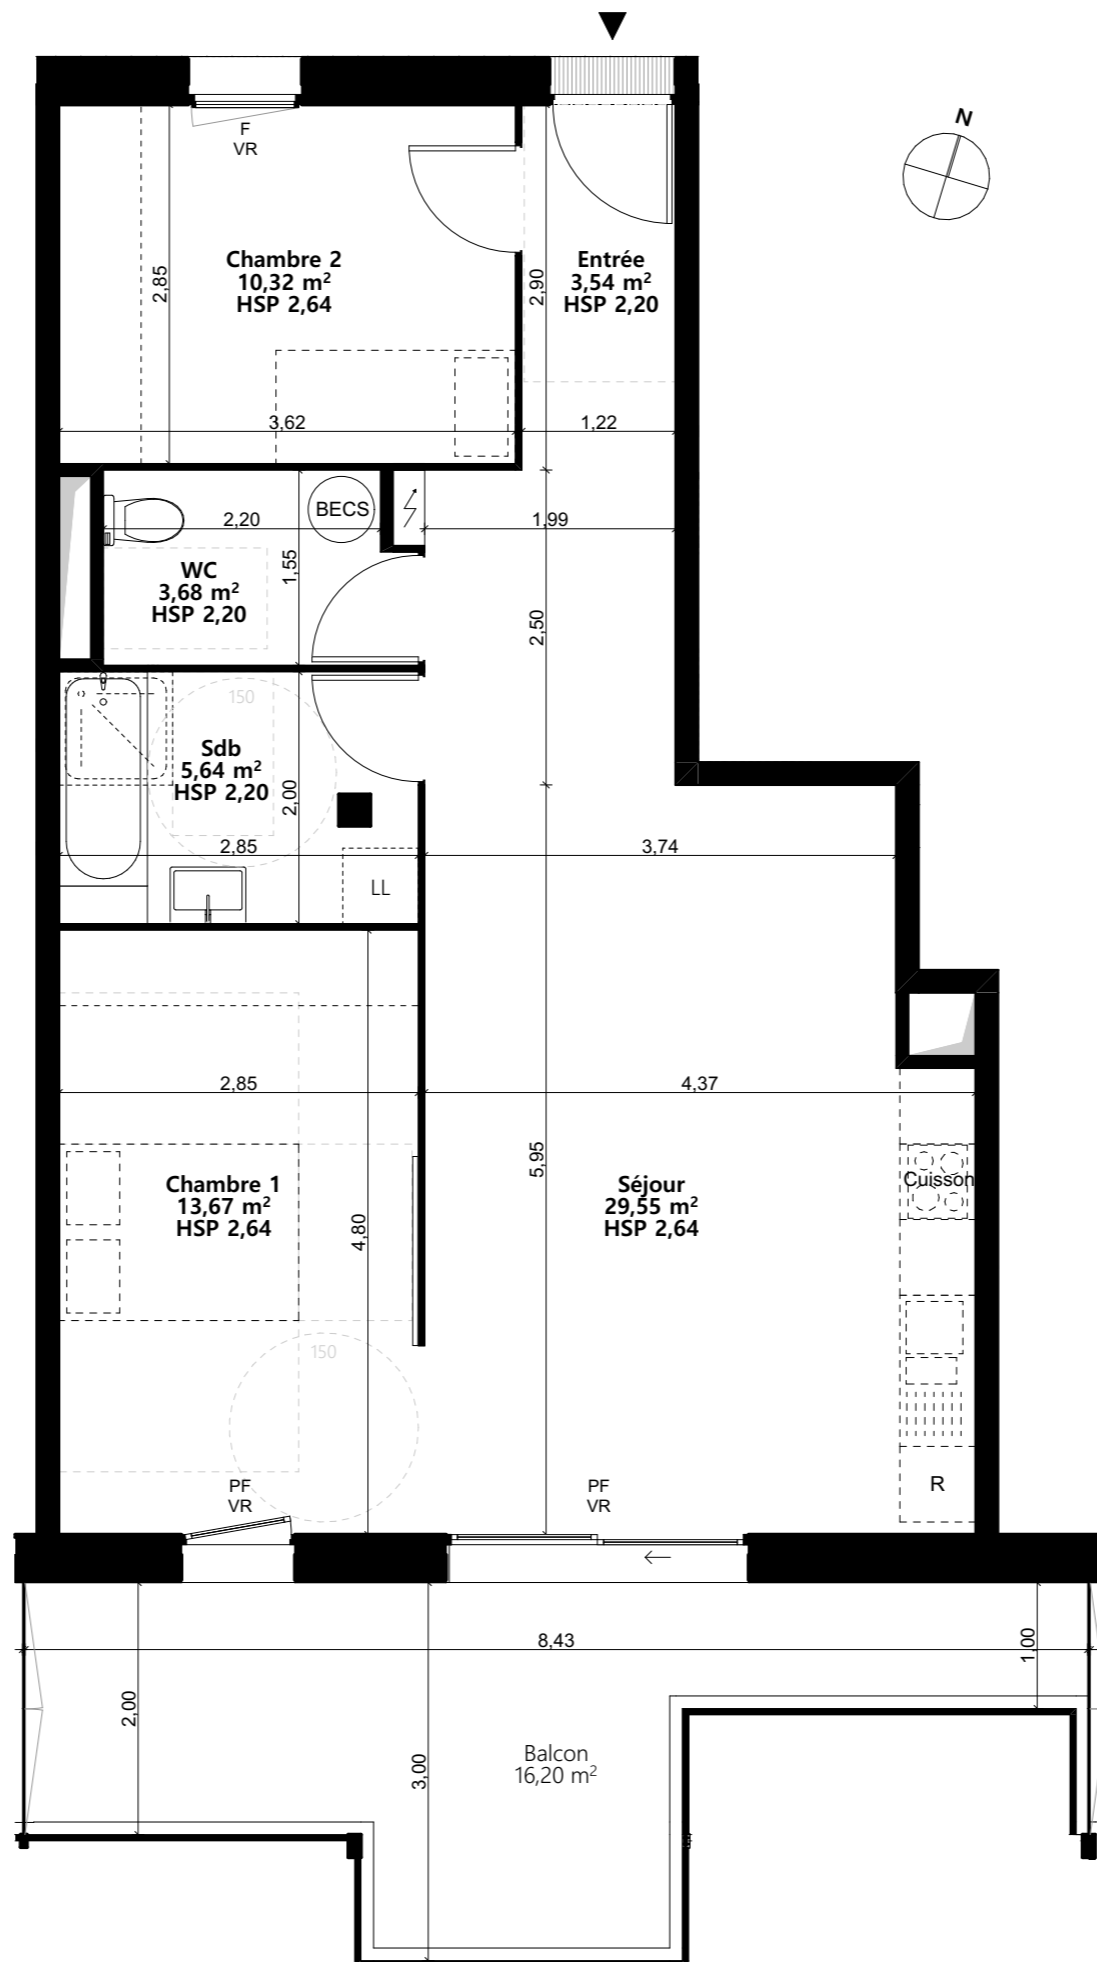 N
F
VR
Chambre 2
10,32 m²
HSP 2,64
Entrée
3,54 m²
HSP 2,20
2,85
2,90
3,62
1,22
BECS
2,20
1,99
1,55
WC
3,68 m²
HSP 2,20
2,50
150
Sdb
5,64 m²
HSP 2,20
2,00
2,85
3,74
LL
2,85
4,37
5,95
Chambre 1
13,67 m²
HSP 2,64
Séjour
29,55 m²
HSP 2,64
Cuisson
4,80
150
PF
VR
PF
VR
R
8,43
1,00
2,00
3,00
Balcon
16,20 m²